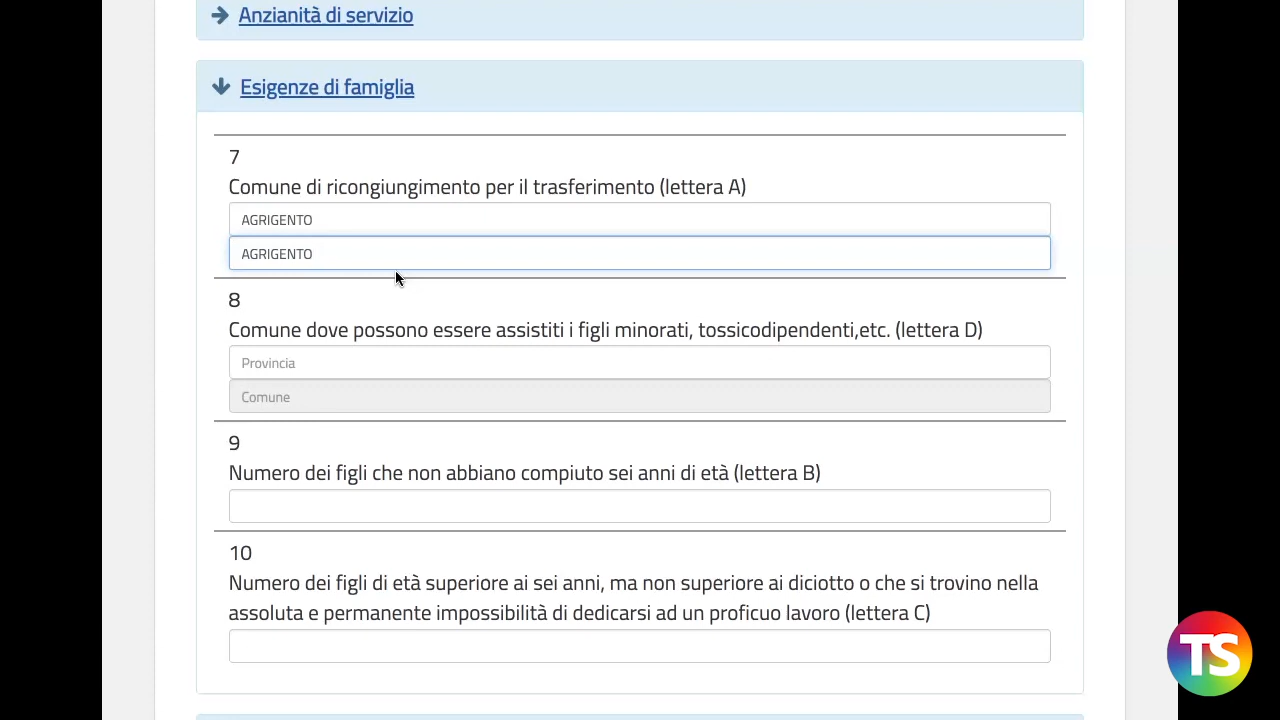 Anzianità di servizio
Esigenze di famiglia
7
Comune di ricongiungimento per il trasferimento (lettera A)
AGRIGENTO
AGRIGENTO
8
Comune dove possono essere assistiti i figli minorati, tossicodipendenti,etc. (lettera D)
Provincia
Comune
9
Numero dei figli che non abbiano compiuto sei anni di età (lettera B)
10
Numero dei figli di età superiore ai sei anni, ma non superiore ai diciotto o che si trovino nella
assoluta e permanente impossibilità di dedicarsi ad un proficuo lavoro (lettera C)
TS